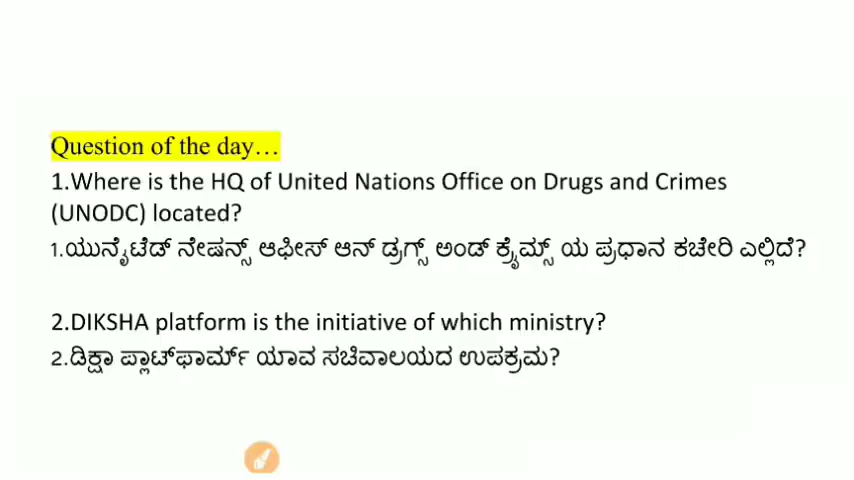 Question of the day…
1.Where is the HQ of United Nations Office on Drugs and Crimes
(UNODC) located?
1.ಯುನೈಟೆಡ್ ನೇಷನ್ಸ್ ಆಫೀಸ್ ಆನ್ ಡ್ರಗ್ಸ್ ಅಂಡ್ ಕ್ರೈಮ್ಸ್ ಯ ಪ್ರಧಾನ ಕಚೇರಿ ಎಲ್ಲಿದೆ?
2.DIKSHA platform is the initiative of which ministry?
2.ಡಿಕ್ಷಾ ಪ್ಲಾಟ್‌ಫಾರ್ಮ್ ಯಾವ ಸಚಿವಾಲಯದ ಉಪಕ್ರಮ?